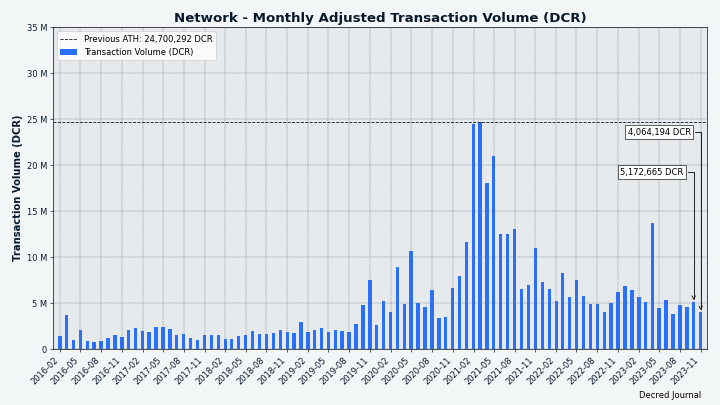 Network - Monthly Adjusted Transaction Volume (DCR)
35 M
30 M
25 M
20 M
15 M
10 M
5 M
0
Transaction Volume (DCR)
Previous ATH: 24,700,292 DCR
Transaction Volume (DCR)
4,064,194 DCR
5,172,665 DCR
2016-02
2016-05
2016-08
2016-11
2017-02
2017-05
2017-08
2017-11
2018-02
2018-05
2018-08
2018-11
2019-02
2019-05
2019-08
2019-11
2020-02
2020-05
2020-08
2020-11
2021-02
2021-05
2021-08
2021-11
2022-02
2022-05
2022-08
2022-11
2023-02
2023-05
2023-08
2023-11
Decred Journal